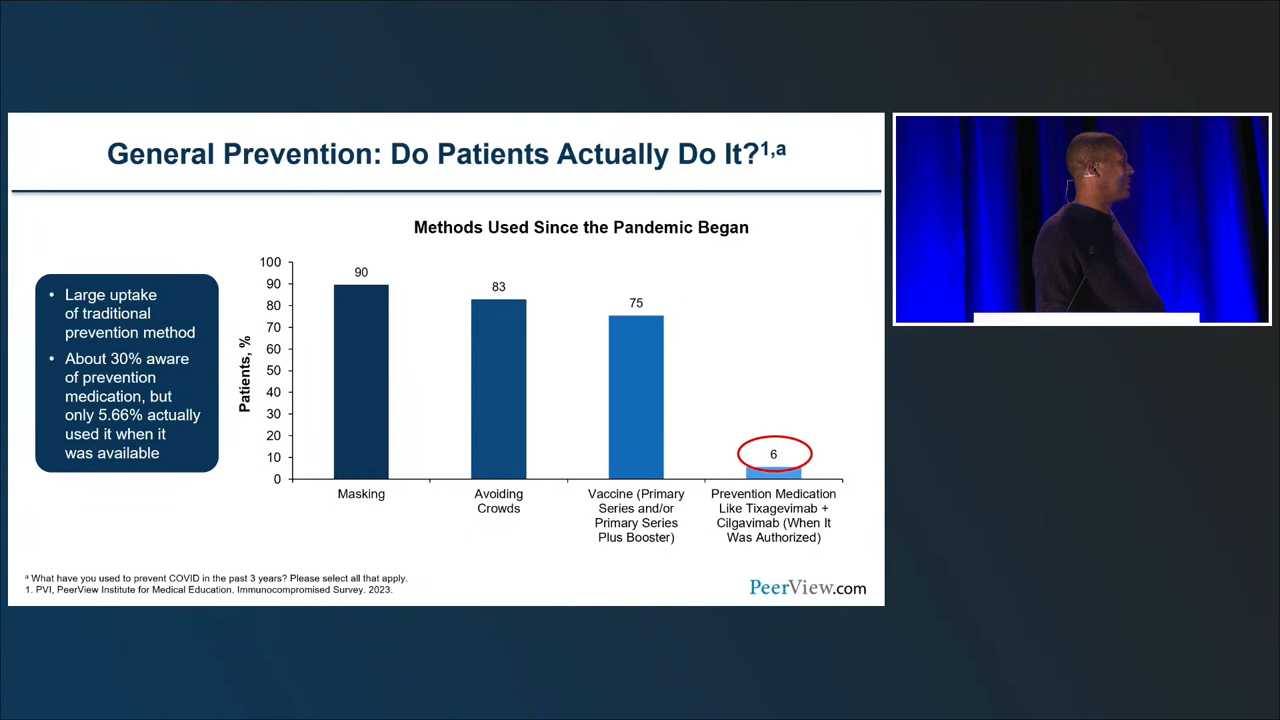 General Prevention: Do Patients Actually Do It?1,a
• Large uptake
of traditional
prevention method
• About 30% aware
of prevention
medication, but
only 5.66% actually
used it when it
was available
Methods Used Since the Pandemic Began
Patients, %
100
90
80
70
60
50
40
30
20
10
0
90
83
75
6
Masking
Avoiding
Crowds
Vaccine (Primary
Series and/or
Primary Series
Plus Booster)
Prevention Medication
Like Tixagevimab +
Cilgavimab (When It
Was Authorized)
a What have you used to prevent COVID in the past 3 years? Please select all that apply.
1. PVI, PeerView Institute for Medical Education. Immunocompromised Survey. 2023.
PeerView.com